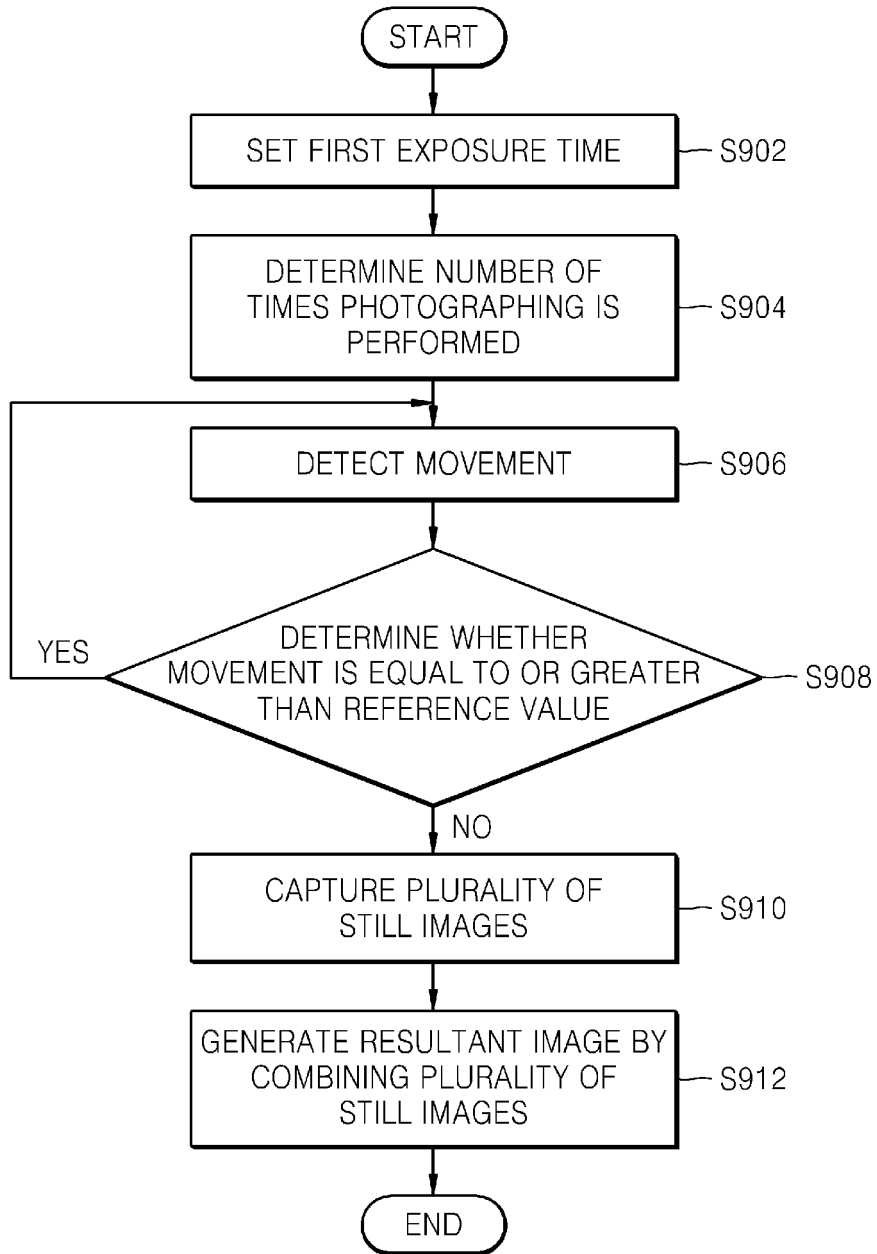 START
SET FIRST EXPOSURE TIME
S902
DETERMINE NUMBER OF
TIMES PHOTOGRAPHING IS
PERFORMED
S904
DETECT MOVEMENT
S906
YES
DETERMINE WHETHER
MOVEMENT IS EQUAL TO OR GREATER
THAN REFERENCE VALUE
S908
NO
CAPTURE PLURALITY OF
STILL IMAGES
S910
GENERATE RESULTANT IMAGE BY
COMBINING PLURALITY OF
STILL IMAGES
S912
END